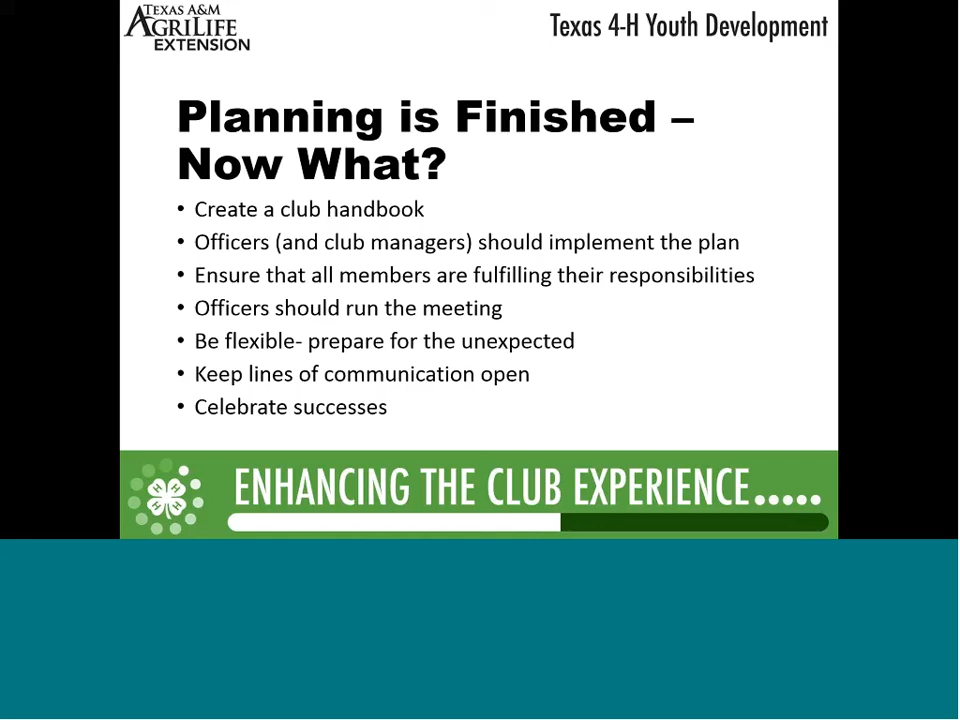 TEXAS A&M
AGRILIFE
EXTENSION
Texas 4-H Youth Development
Planning is Finished –
Now What?
• Create a club handbook
• Officers (and club managers) should implement the plan
• Ensure that all members are fulfilling their responsibilities
• Officers should run the meeting
• Be flexible- prepare for the unexpected
• Keep lines of communication open
• Celebrate successes
H H
H H
ENHANCING THE CLUB EXPERIENCE.....